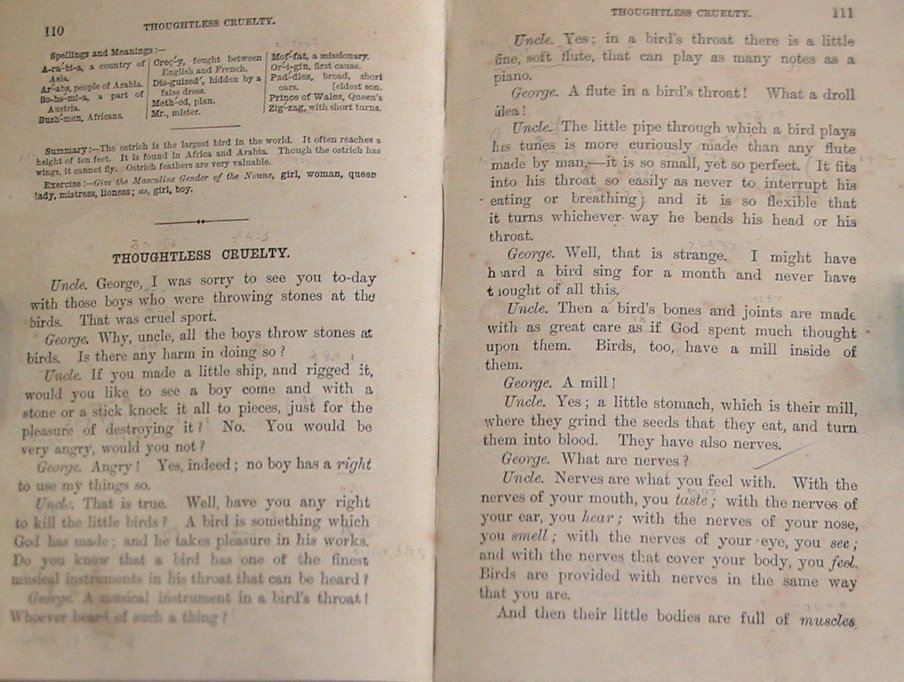 110
THOUGHTLESS CRUELTY.
Spellings and Meanings:—
A-ra-bi-a, a country of
Asia.
Ar-abs, people of Arabia.
Bo-he-mi-a, a part of
Austria.
Bush-men, Africans.
Creç-y, fought between
English and French.
Dis-guised', hidden by a
false dress.
Meth-od, plan.
Mr., mister.
Mof-fat, a missionary.
Or-i-gin, first cause.
Pad-dles, broad, short
oars. [eldest son.
Prince of Wales, Queen's
Zig-zag, with short turns.
Summary:—The ostrich is the largest bird in the world. It often reaches a
height of ten feet. It is found in Africa and Arabia. Though the ostrich has
wings, it cannot fly. Ostrich feathers are very valuable.
Exercise:—Give the Masculine Gender of the Nouns, girl, woman, queen
lady, mistress, lioness; as, girl, boy.
THOUGHTLESS CRUELTY.
Uncle. George, I was sorry to see you to-day
with those boys who were throwing stones at the
birds. That was cruel sport.
George. Why, uncle, all the boys throw stones at
birds. Is there any harm in doing so?
Uncle. If you made a little ship, and rigged it,
would you like to see a boy come and with a
stone or a stick knock it all to pieces, just for the
pleasure of destroying it? No. You would be
very angry, would you not?
George. Angry! Yes, indeed; no boy has a right
to use my things so.
Uncle. That is true. Well, have you any right
to kill the little birds? A bird is something which
God has made; and he takes pleasure in his works.
Do you know that a bird has one of the finest
musical instruments in his throat that can be heard?
George. A musical instrument in a bird's throat!
Whoever heard of such a thing?
THOUGHTLESS CRUELTY.
111
Uncle. Yes; in a bird's throat there is a little
fine, soft flute, that can play as many notes as a
piano.
George. A flute in a bird's throat! What a droll
idea!
Uncle. The little pipe through which a bird plays
his tunes is more curiously made than any flute
made by man,—it is so small, yet so perfect. It fits
into his throat so easily as never to interrupt his
eating or breathing; and it is so flexible that
it turns whichever way he bends his head or his
throat.
George. Well, that is strange. I might have
heard a bird sing for a month and never have
thought of all this.
Uncle. Then a bird's bones and joints are made
with as great care as if God spent much thought
upon them. Birds, too, have a mill inside of
them.
George. A mill!
Uncle. Yes; a little stomach, which is their mill,
where they grind the seeds that they eat, and turn
them into blood. They have also nerves.
George. What are nerves?
Uncle. Nerves are what you feel with. With the
nerves of your mouth, you taste; with the nerves of
your ear, you hear; with the nerves of your nose,
you smell; with the nerves of your eye, you see;
and with the nerves that cover your body, you feel.
Birds are provided with nerves in the same way
that you are.
And then their little bodies are full of muscles